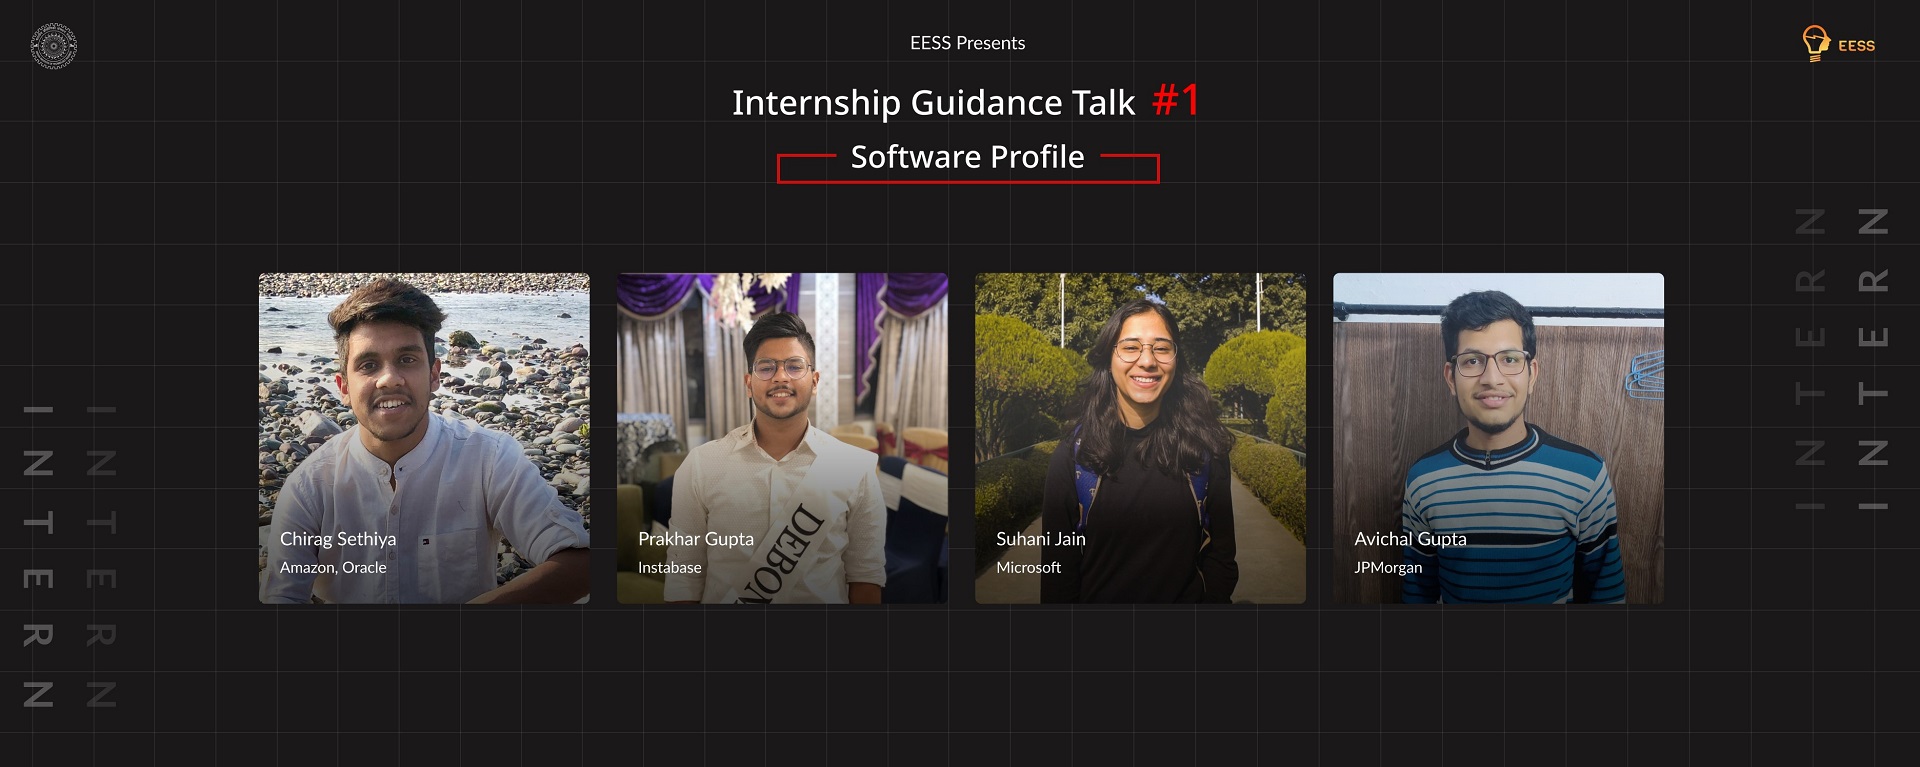 EESS Presents
EESS
Internship Guidance Talk #1
Software Profile
Chirag Sethiya
Amazon, Oracle
Prakhar Gupta
Instabase
DEBON
Suhani Jain
Microsoft
Avichal Gupta
JPMorgan
INTERN
INTERN
INTERN
INTERN